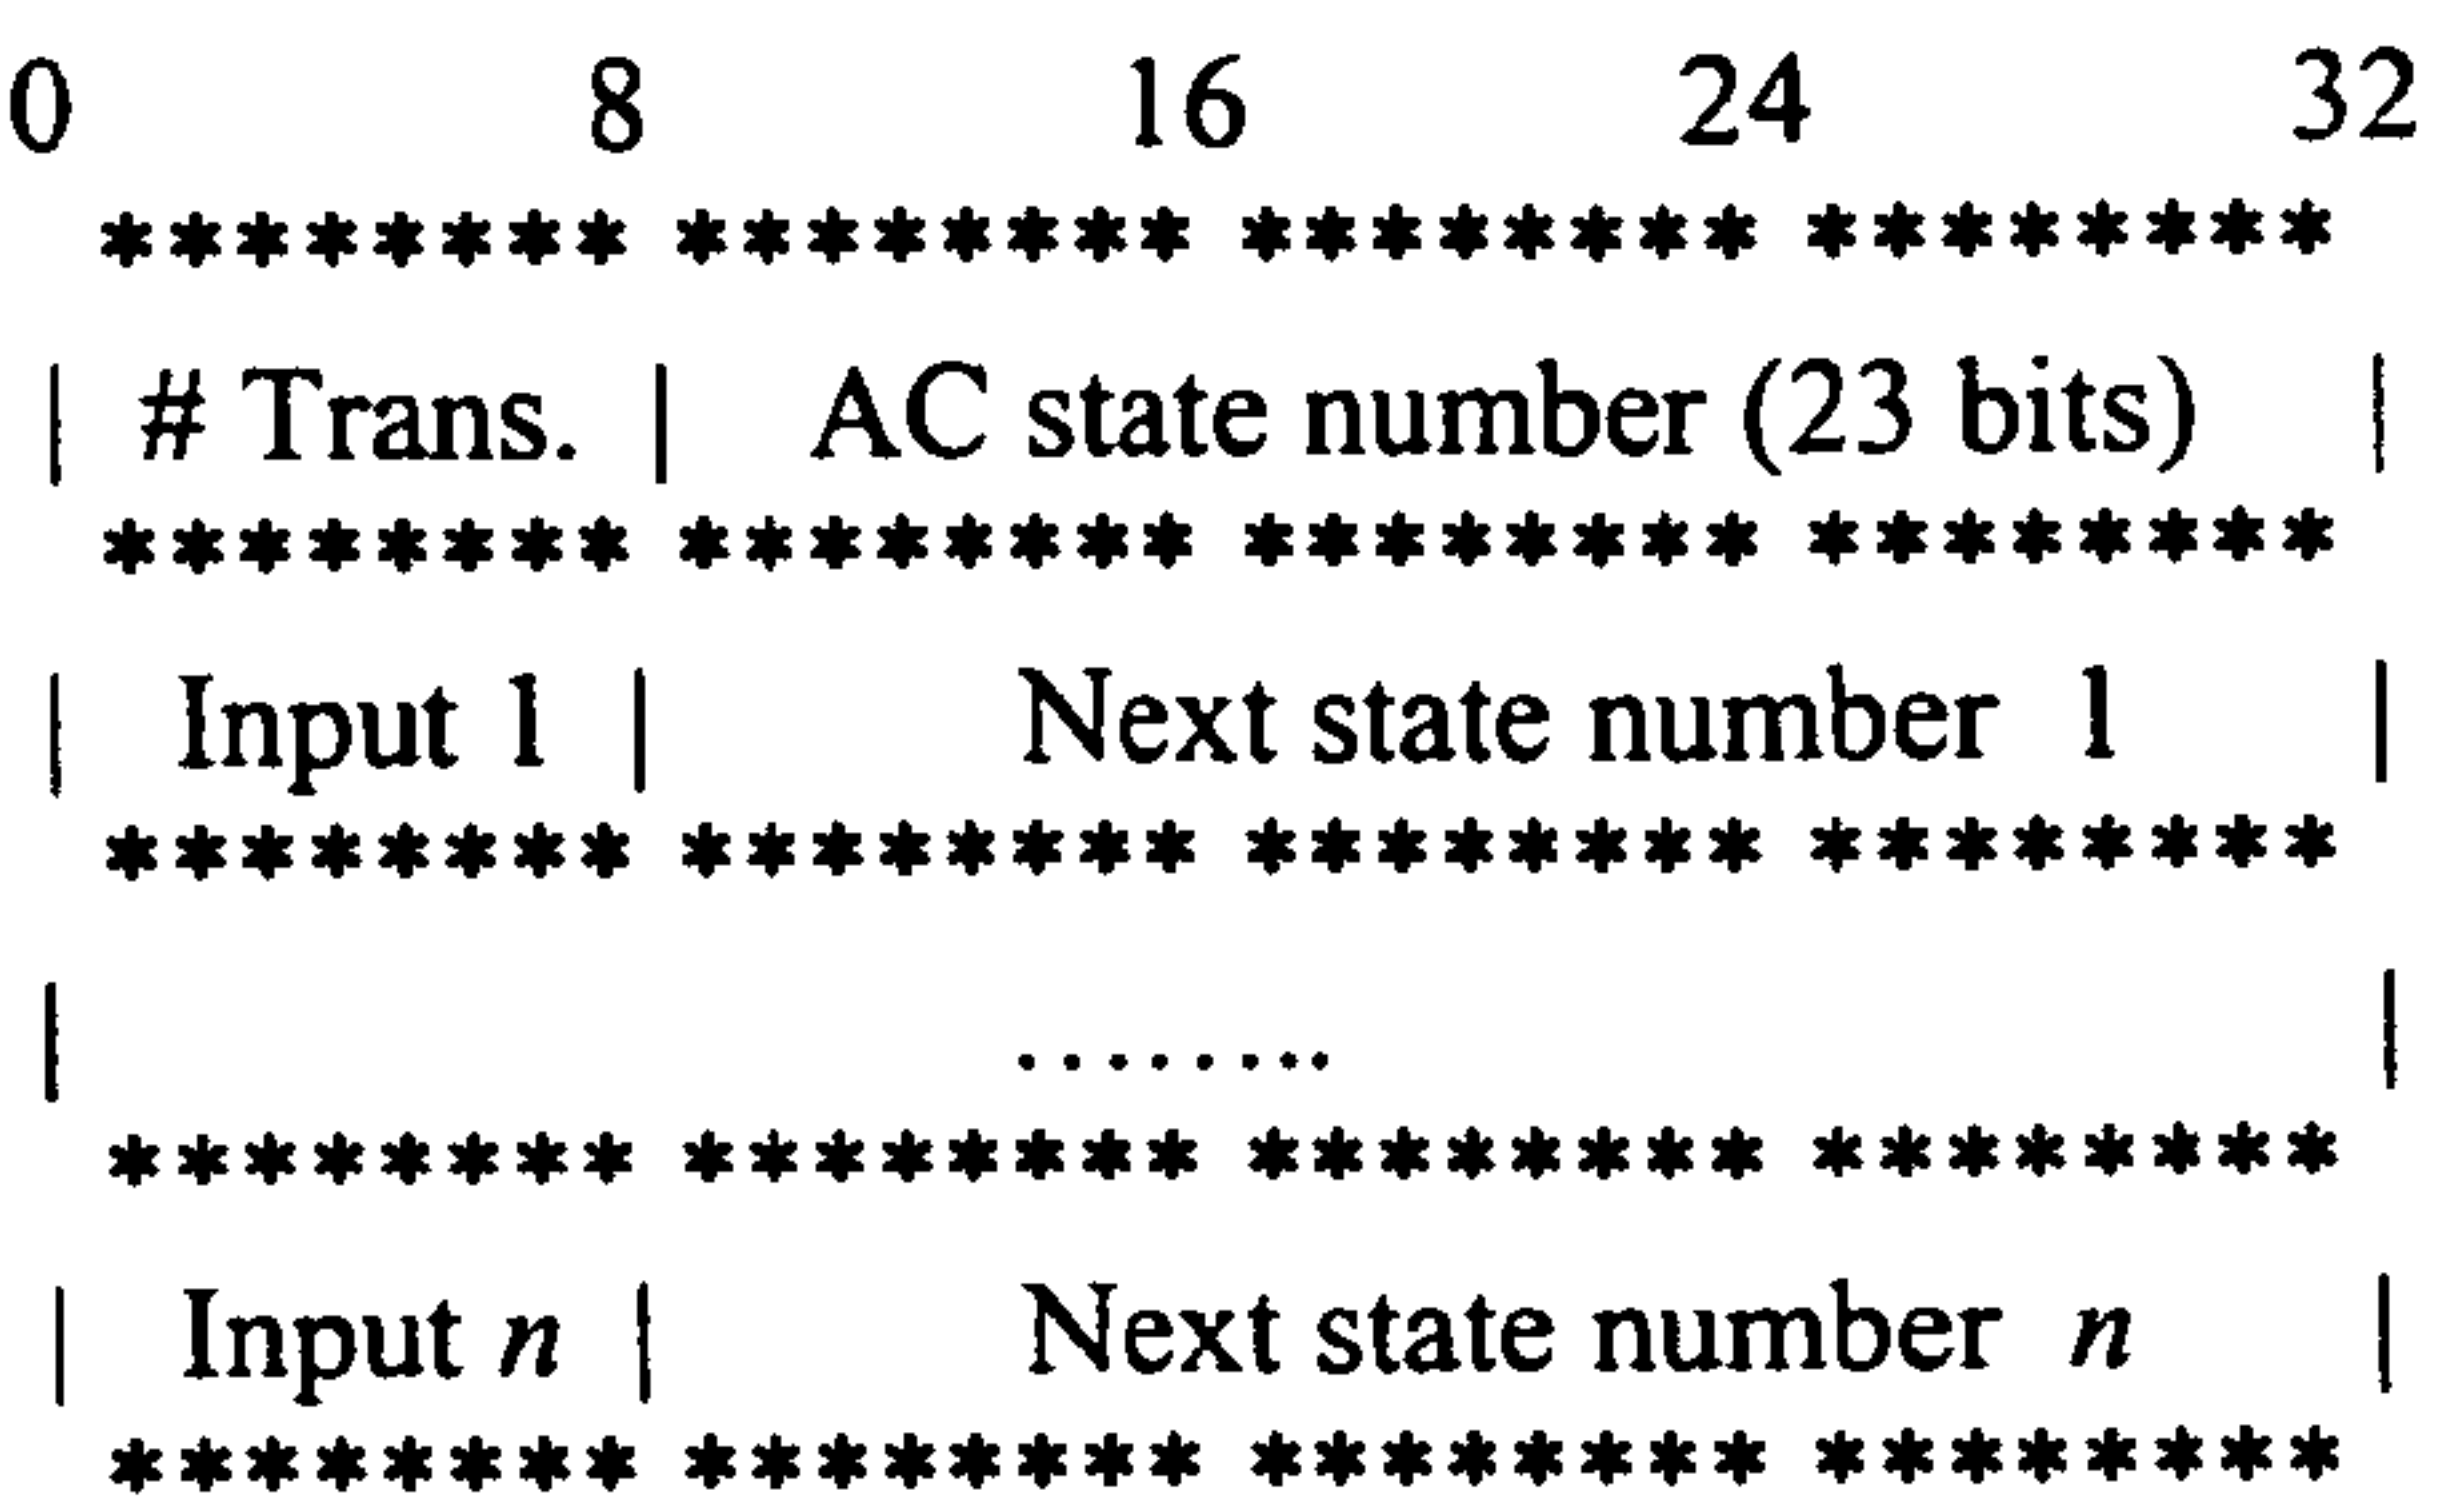 0 8 16 24 32
******** ******** ******** ********
| # Trans. | AC state number (23 bits) |
******** ******** ******** ********
| Input 1 | Next state number 1 |
******** ******** ******** ********
| ........ |
******** ******** ******** ********
| Input n | Next state number n |
******** ******** ******** ********